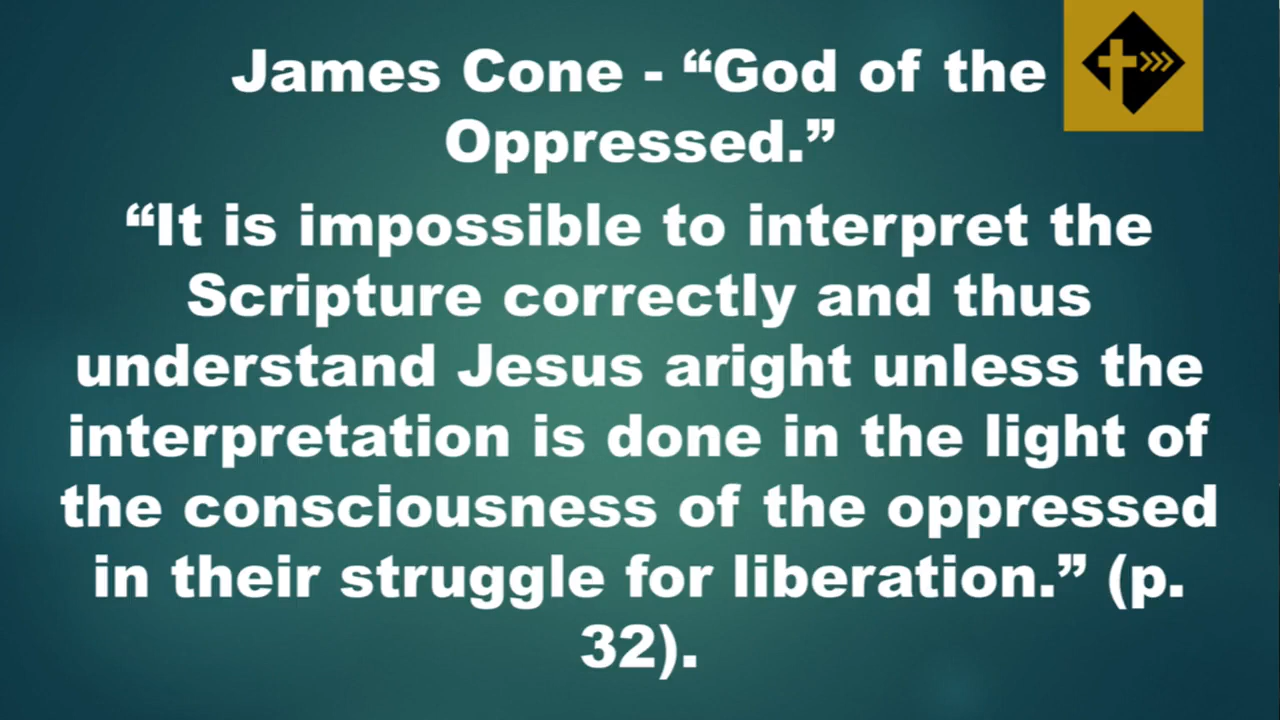 James Cone - “God of the
Oppressed.”
“It is impossible to interpret the
Scripture correctly and thus
understand Jesus aright unless the
interpretation is done in the light of
the consciousness of the oppressed
in their struggle for liberation.” (p.
32).